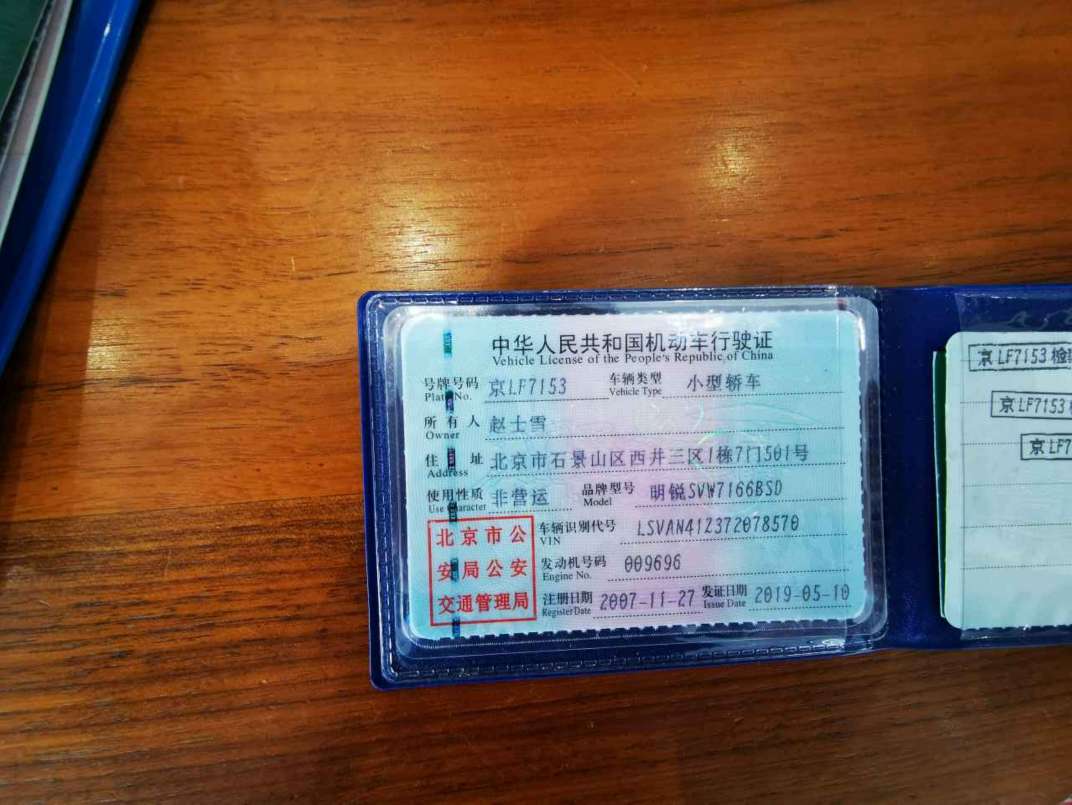 中华人民共和国机动车行驶证
Vehicle License of the People's Republic of China
号牌号码 京LF7153 车辆类型 小型轿车
Plate No. Vehicle Type
所有人 赵士雪
Owner
住址 北京市石景山区西井三区1栋7门501号
Address
使用性质 非营运 品牌型号 明锐SVW7166BSD
Use Character Model
北京市公
安局公安
交通管理局
车辆识别代号 LSVAN412372078570
VIN
发动机号码 009696
Engine No.
注册日期 2007-11-27 发证日期 2019-05-10
Register Date Issue Date
京LF7153检
京LF7153
京LF7